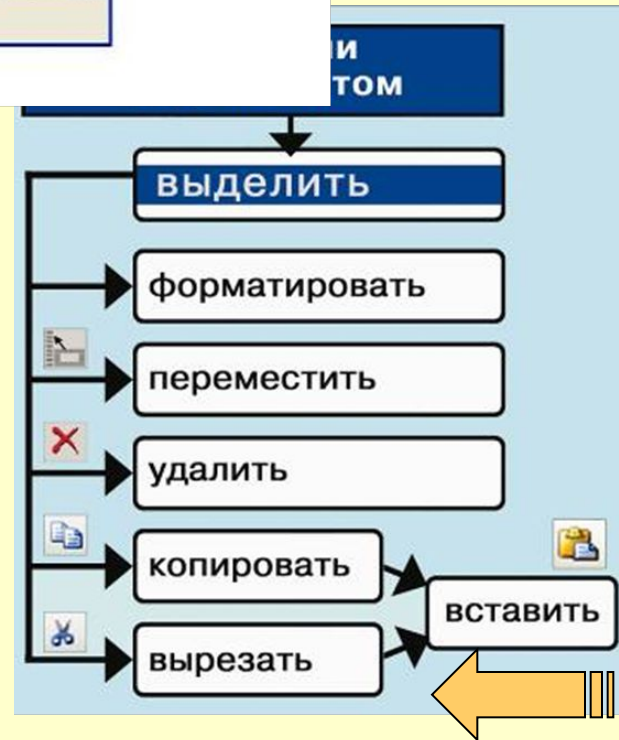 и
том
выделить
форматировать
переместить
удалить
копировать
вставить
вырезать